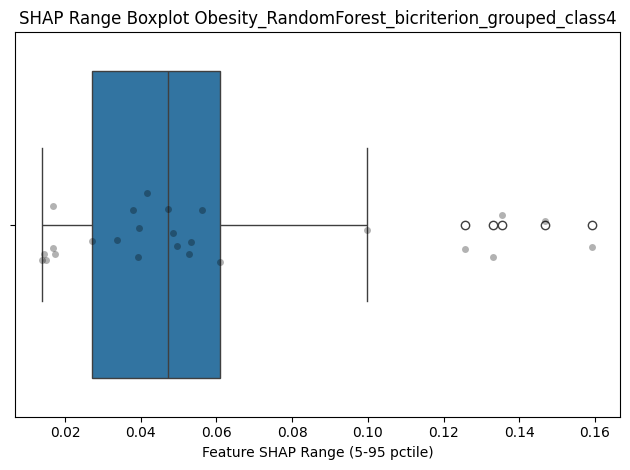 SHAP Range Boxplot Obesity_RandomForest_bicriterion_grouped_class4
0.02 0.04 0.06 0.08 0.10 0.12 0.14 0.16
Feature SHAP Range (5-95 pctile)